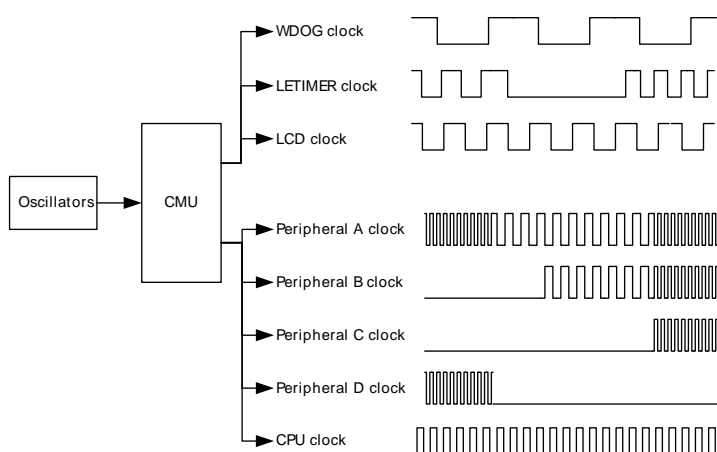 WDOG clock
LETIMER clock
LCD clock
Oscillators
CMU
Peripheral A clock
Peripheral B clock
Peripheral C clock
Peripheral D clock
CPU clock